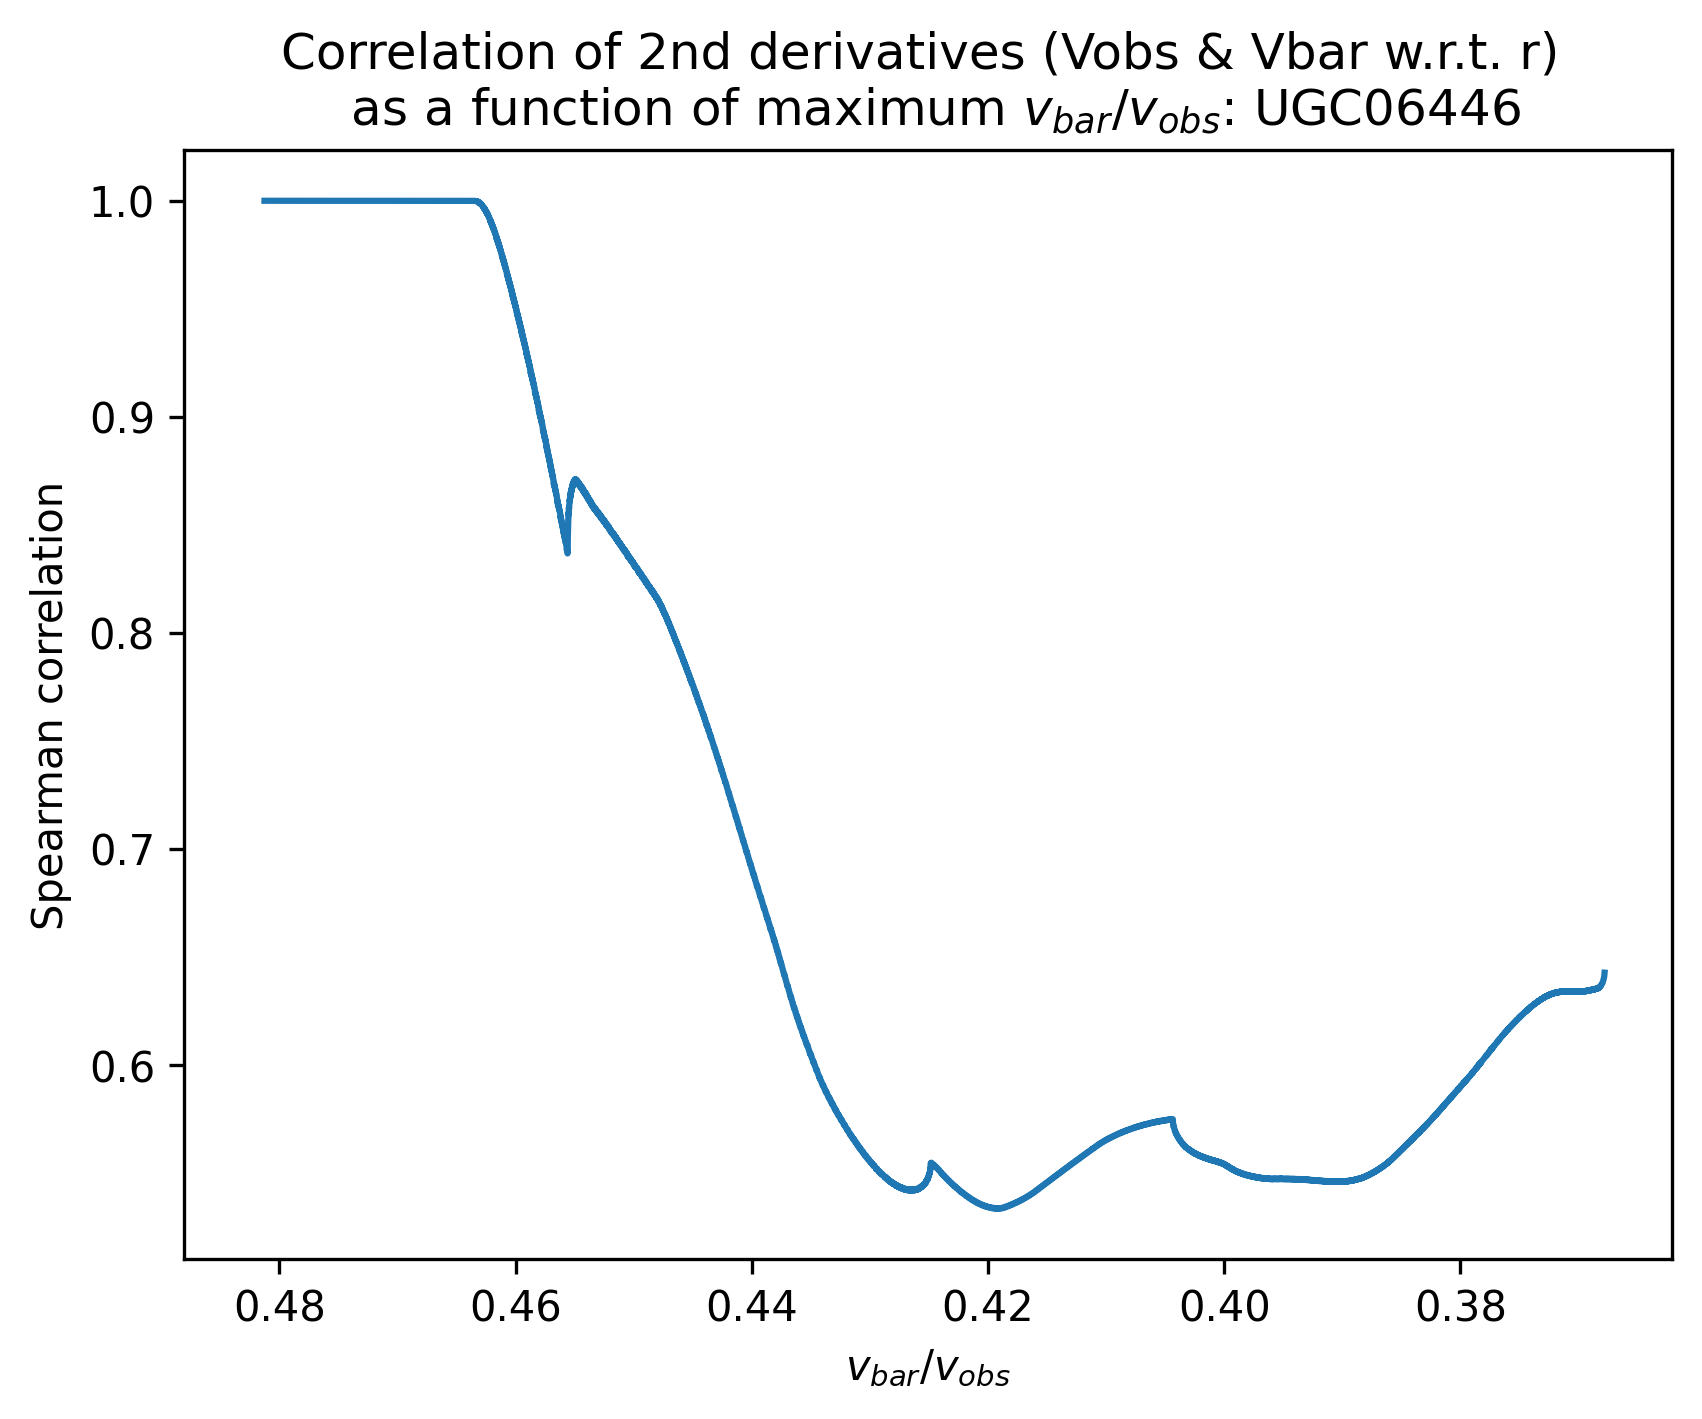 Correlation of 2nd derivatives (Vobs & Vbar w.r.t. r)
as a function of maximum v_bar/v_obs: UGC06446
1.0
0.9
0.8
0.7
0.6
Spearman correlation
0.48 0.46 0.44 0.42 0.40 0.38
v_bar/v_obs